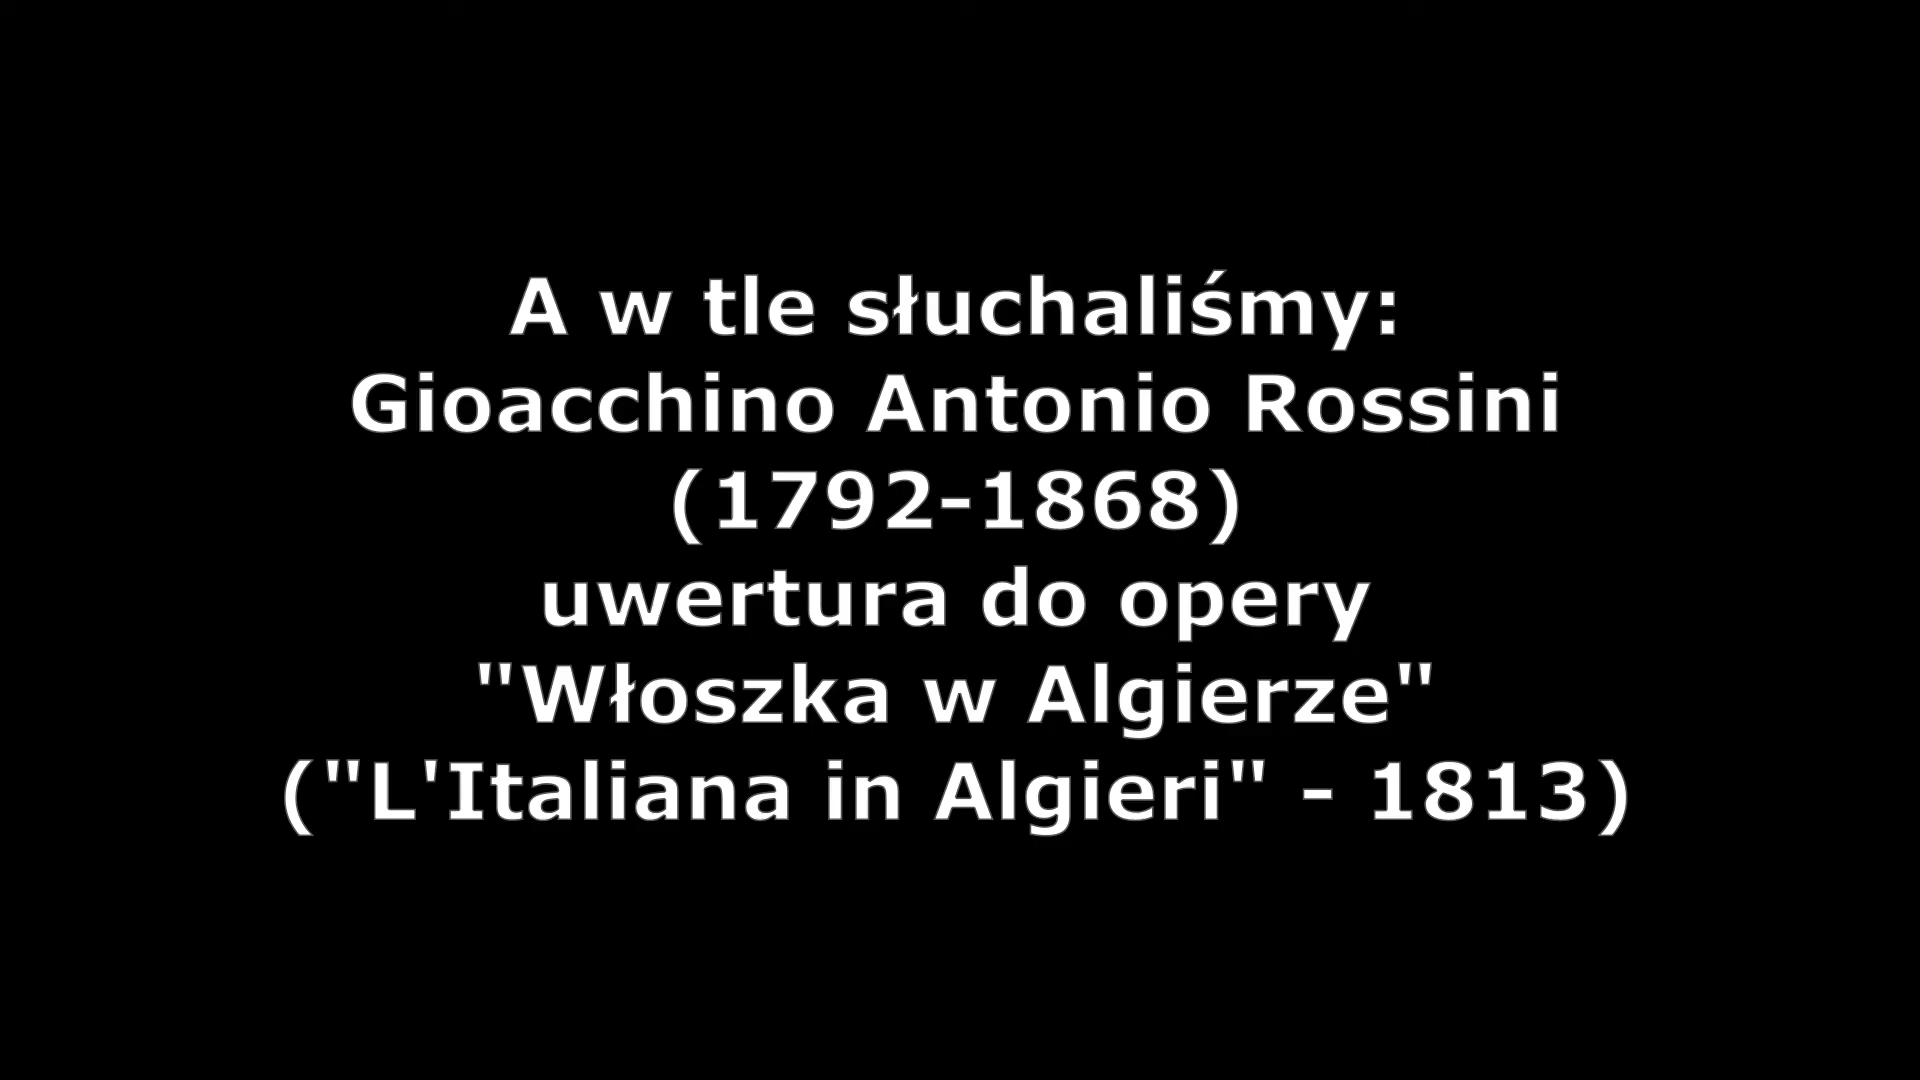 A w tle słuchaliśmy:
Gioacchino Antonio Rossini
(1792-1868)
uwertura do opery
"Włoszka w Algierze"
("L'Italiana in Algieri" - 1813)